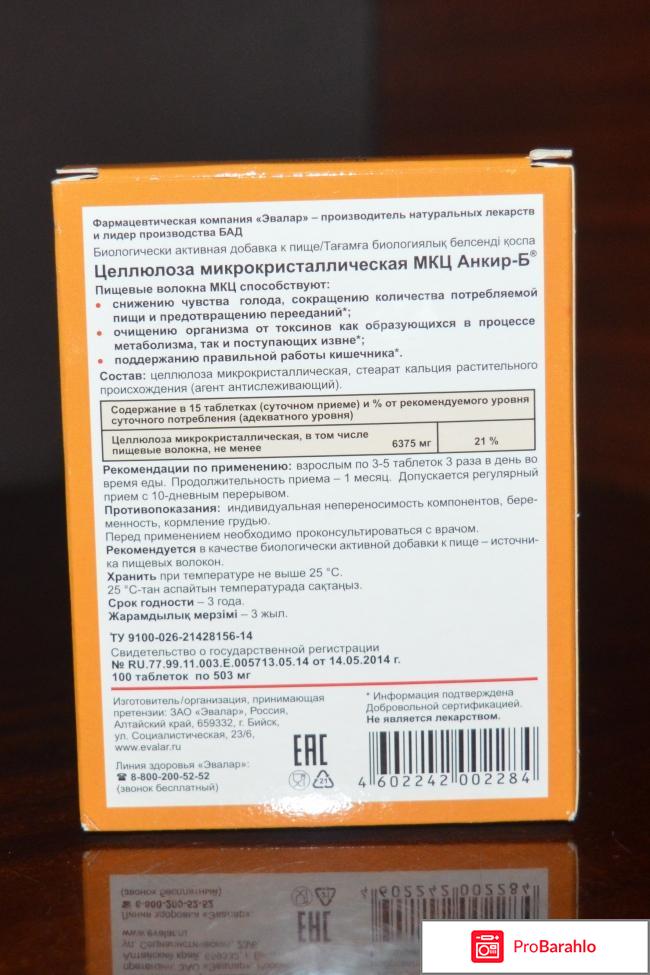 Фармацевтическая компания «Эвалар» – производитель натуральных лекарств
и лидер производства БАД
Биологически активная добавка к пище/Тағамға биологиялық белсенді қоспа
Целлюлоза микрокристаллическая МКЦ Анкир-Б®
Пищевые волокна МКЦ способствуют:
• снижению чувства голода, сокращению количества потребляемой
пищи и предотвращению перееданий*;
• очищению организма от токсинов как образующихся в процессе
метаболизма, так и поступающих извне*;
• поддержанию правильной работы кишечника*.
Состав: целлюлоза микрокристаллическая, стеарат кальция растительного
происхождения (агент антислеживающий).
Содержание в 15 таблетках (суточном приеме) и % от рекомендуемого уровня
суточного потребления (адекватного уровня)
Целлюлоза микрокристаллическая, в том числе
пищевые волокна, не менее 6375 мг 21 %
Рекомендации по применению: взрослым по 3-5 таблеток 3 раза в день во
время еды. Продолжительность приема – 1 месяц. Допускается регулярный
прием с 10-дневным перерывом.
Противопоказания: индивидуальная непереносимость компонентов, бере-
менность, кормление грудью.
Перед применением необходимо проконсультироваться с врачом.
Рекомендуется в качестве биологически активной добавки к пище – источни-
ка пищевых волокон.
Хранить при температуре не выше 25 °С.
25 °С-тан аспайтын температурада сақтаңыз.
Срок годности – 3 года.
Жарамдылық мерзімі – 3 жыл.
ТУ 9100-026-21428156-14
Свидетельство о государственной регистрации
№ RU.77.99.11.003.Е.005713.05.14 от 14.05.2014 г.
100 таблеток по 503 мг
Изготовитель/организация, принимающая
претензии: ЗАО «Эвалар», Россия,
Алтайский край, 659332, г. Бийск,
ул. Социалистическая, 23/6,
www.evalar.ru
Линия здоровья «Эвалар»:
☎ 8-800-200-52-52
(звонок бесплатный)
EAC
21
* Информация подтверждена
Добровольной сертификацией.
Не является лекарством.
4 602242 002284
ProBarahlo